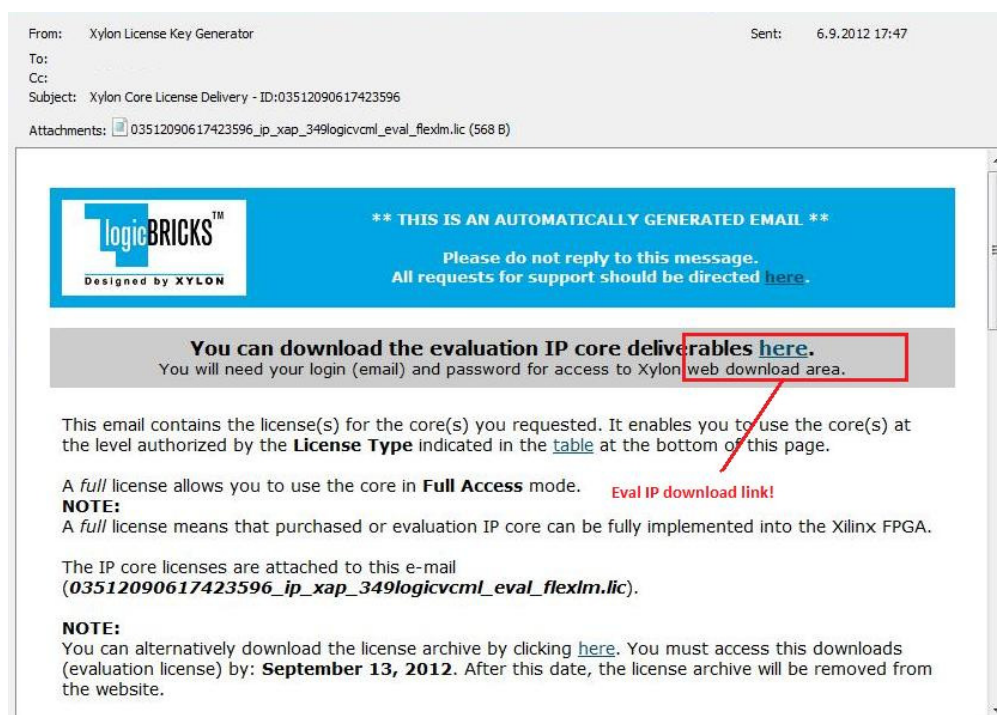 From: Xylon License Key Generator Sent: 6.9.2012 17:47
To:
Cc:
Subject: Xylon Core License Delivery - ID:03512090617423596
Attachments: 03512090617423596_ip_xap_349logicvcml_eval_flexlm.lic (568 B)
logicBRICKS™
Designed by XYLON
** THIS IS AN AUTOMATICALLY GENERATED EMAIL **
Please do not reply to this message.
All requests for support should be directed here.
You can download the evaluation IP core deliverables here.
You will need your login (email) and password for access to Xylon web download area.
This email contains the license(s) for the core(s) you requested. It enables you to use the core(s) at
the level authorized by the License Type indicated in the table at the bottom of this page.
A full license allows you to use the core in Full Access mode.
Eval IP download link!
NOTE:
A full license means that purchased or evaluation IP core can be fully implemented into the Xilinx FPGA.
The IP core licenses are attached to this e-mail
(03512090617423596_ip_xap_349logicvcml_eval_flexlm.lic).
NOTE:
You can alternatively download the license archive by clicking here. You must access this downloads
(evaluation license) by: September 13, 2012. After this date, the license archive will be removed from
the website.